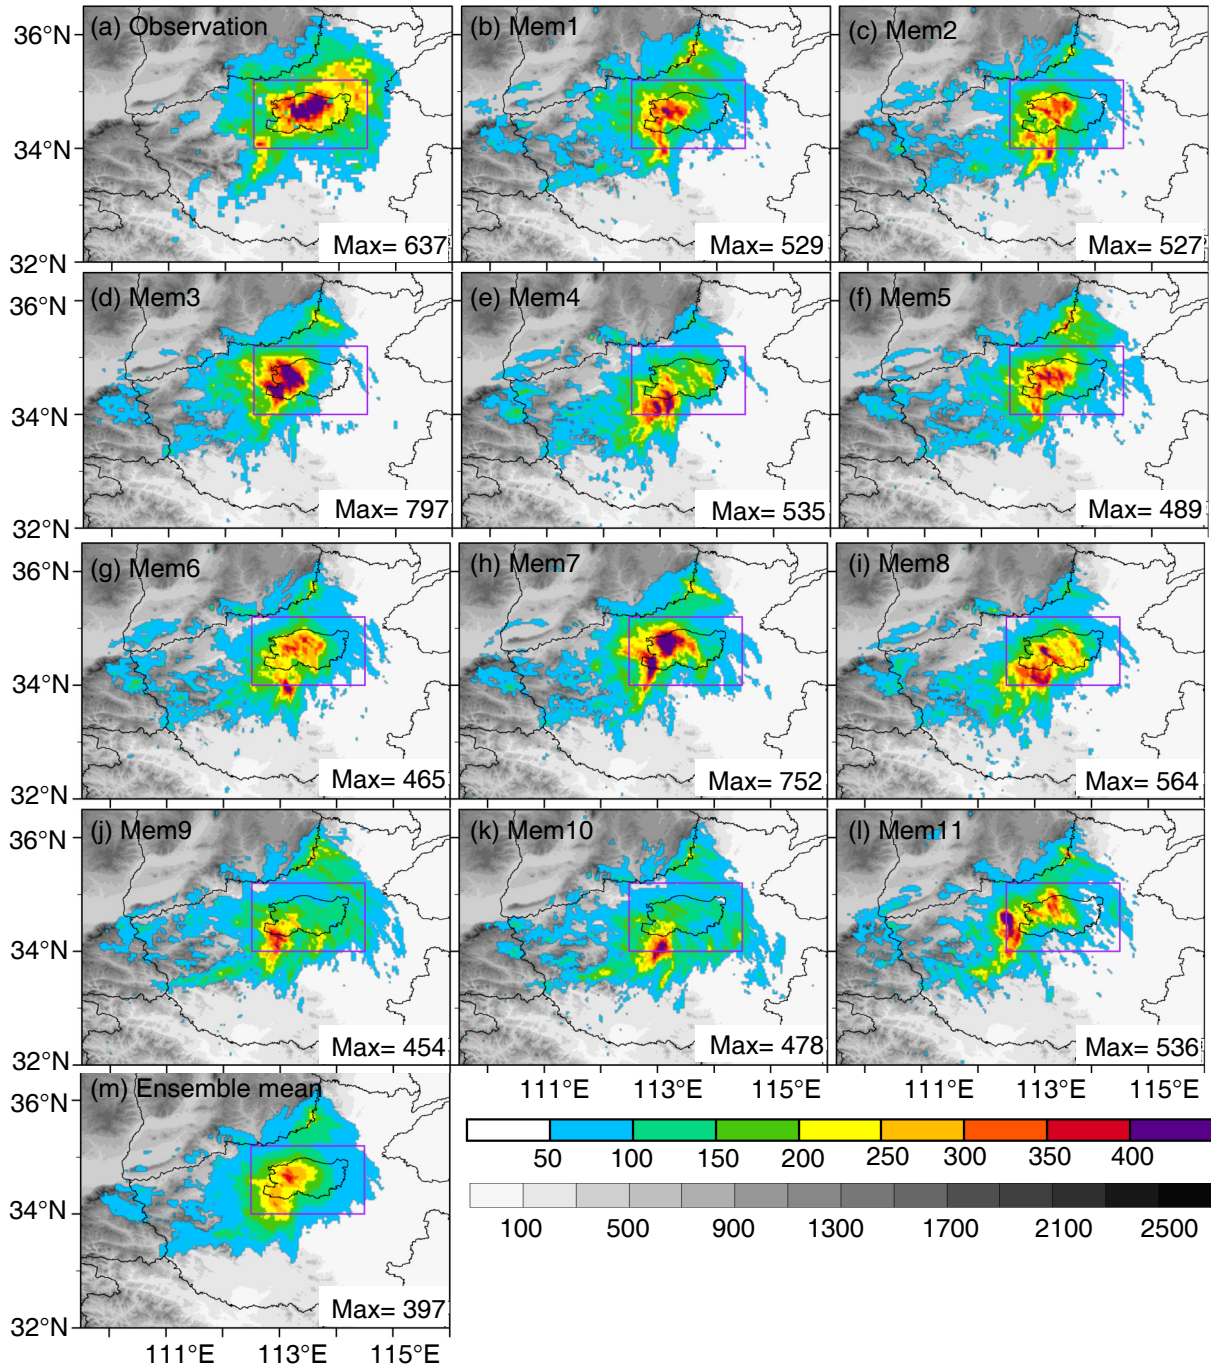 36°N
(a) Observation
(b) Mem1
(c) Mem2
34°N
32°N
Max= 637
Max= 529
Max= 527
36°N
(d) Mem3
(e) Mem4
(f) Mem5
34°N
32°N
Max= 797
Max= 535
Max= 489
36°N
(g) Mem6
(h) Mem7
(i) Mem8
34°N
32°N
Max= 465
Max= 752
Max= 564
36°N
(j) Mem9
(k) Mem10
(l) Mem11
34°N
32°N
Max= 454
Max= 478
Max= 536
111°E 113°E 115°E
111°E 113°E 115°E
36°N
(m) Ensemble mean
34°N
32°N
Max= 397
111°E 113°E 115°E
50 100 150 200 250 300 350 400
100 500 900 1300 1700 2100 2500